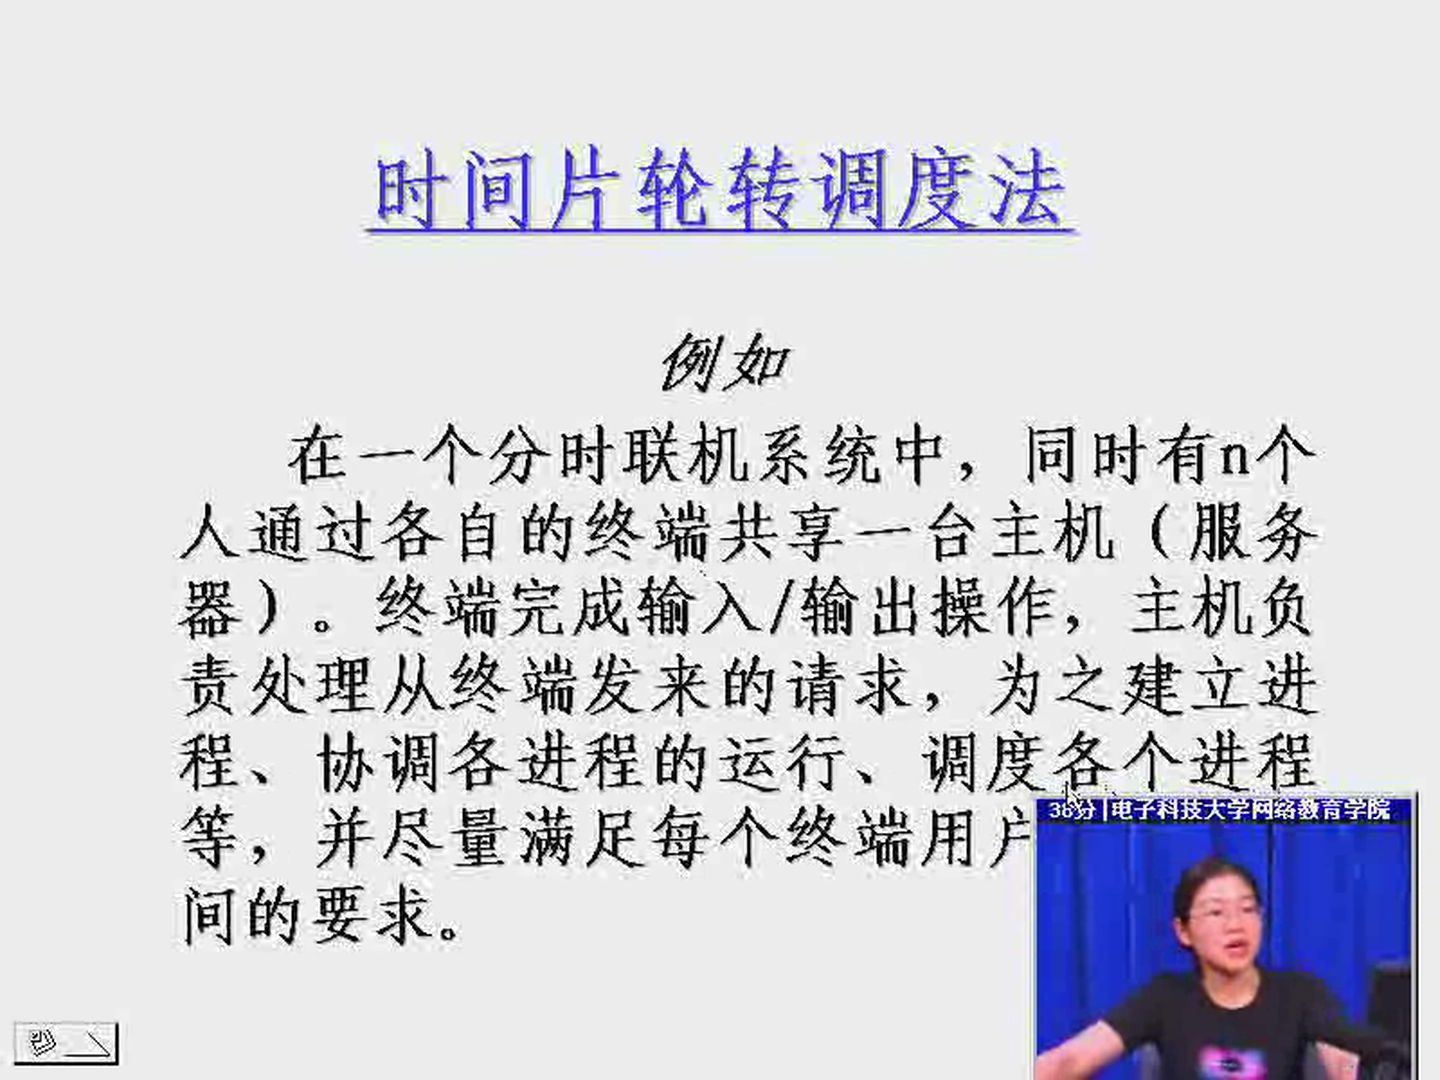 时间片轮转调度法
例如
在一个分时联机系统中，同时有n个
人通过各自的终端共享一台主机（服务
器）。终端完成输入/输出操作，主机负
责处理从终端发来的请求，为之建立进
程、协调各进程的运行、调度各个进程
等，并尽量满足每个终端用户
间的要求。
38分|电子科技大学网络教育学院